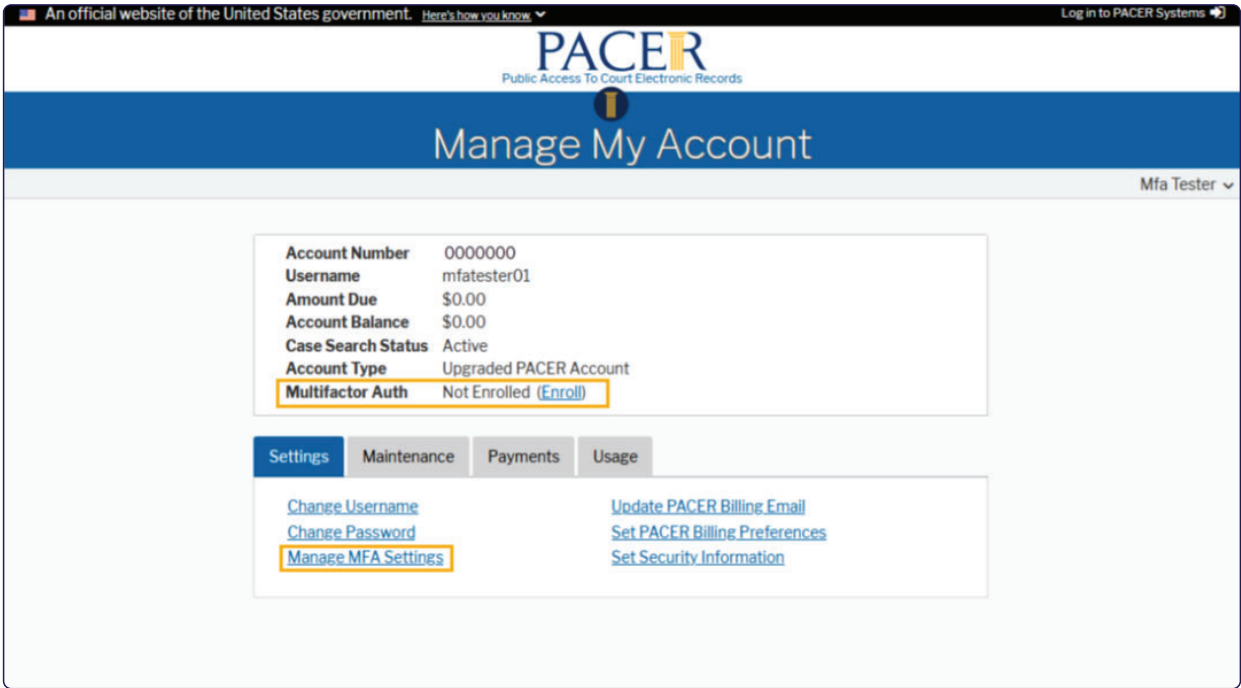 An official website of the United States government. Here's how you know. Log in to PACER Systems
PACER
Public Access To Court Electronic Records
Manage My Account
Mfa Tester
Account Number 0000000
Username mfatester01
Amount Due $0.00
Account Balance $0.00
Case Search Status Active
Account Type Upgraded PACER Account
Multifactor Auth Not Enrolled (Enroll)
Settings Maintenance Payments Usage
Change Username Update PACER Billing Email
Change Password Set PACER Billing Preferences
Manage MFA Settings Set Security Information